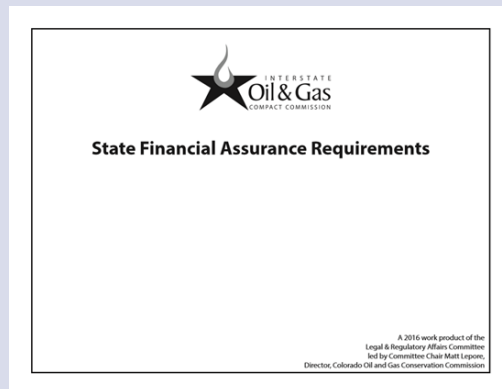 INTERSTATE
Oil & Gas
COMPACT COMMISSION
State Financial Assurance Requirements
A 2016 work product of the
Legal & Regulatory Affairs Committee
led by Committee Chair Matt Lepore,
Director, Colorado Oil and Gas Conservation Commission